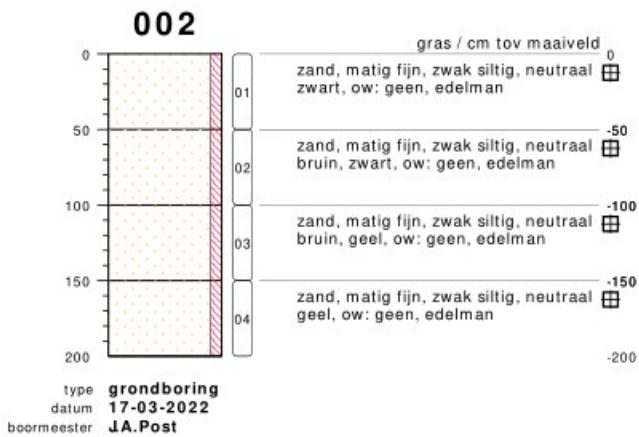 002
gras / cm tov maaiveld
0 0
01 zand, matig fijn, zwak siltig, neutraal
zwart, ow: geen, edelman
50 -50
02 zand, matig fijn, zwak siltig, neutraal
bruin, zwart, ow: geen, edelman
100 -100
03 zand, matig fijn, zwak siltig, neutraal
bruin, geel, ow: geen, edelman
150 -150
04 zand, matig fijn, zwak siltig, neutraal
geel, ow: geen, edelman
200 -200
type grondboring
datum 17-03-2022
boormeester J.A.Post